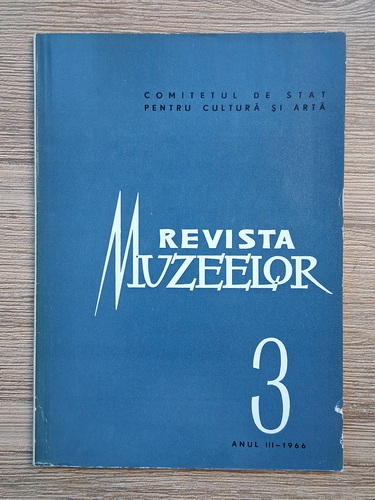 COMITETUL DE STAT
PENTRU CULTURĂ ȘI ARTĂ
REVISTA
MUZEELOR
3
ANUL III-1966